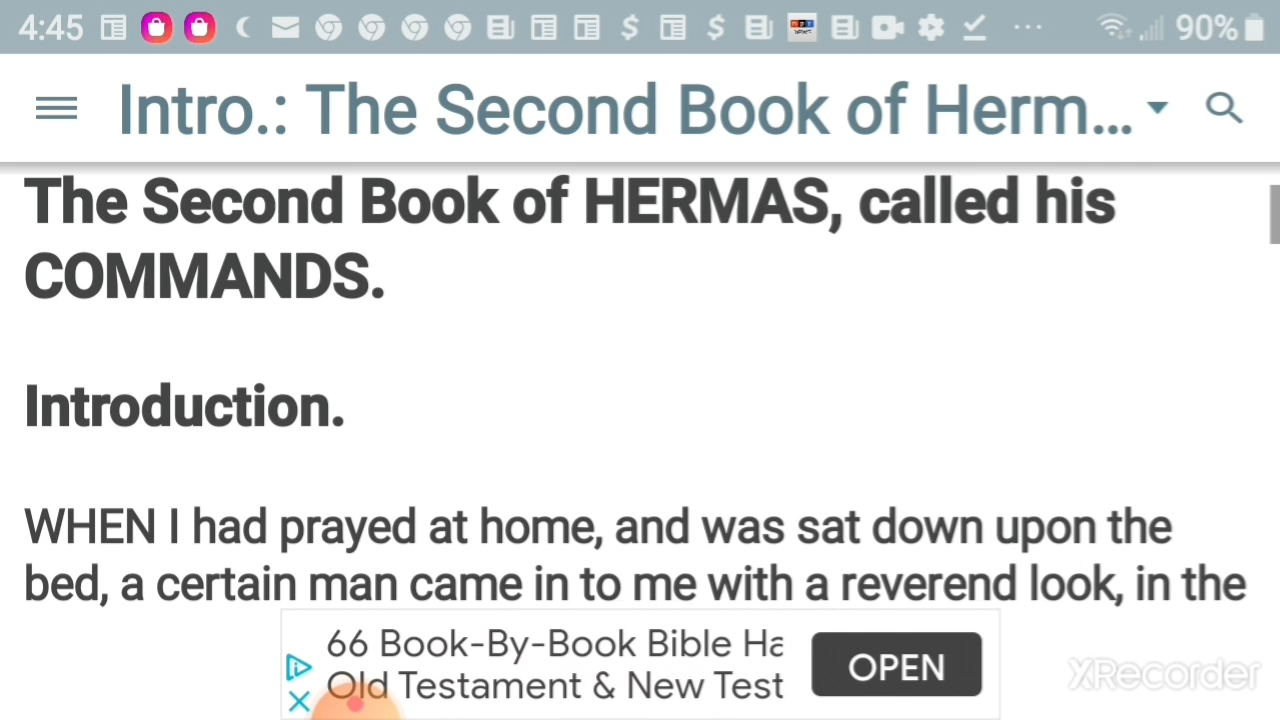 4:45 90%
Intro.: The Second Book of Herm...
The Second Book of HERMAS, called his
COMMANDS.
Introduction.
WHEN I had prayed at home, and was sat down upon the
bed, a certain man came in to me with a reverend look, in the
66 Book-By-Book Bible Ha
Old Testament & New Test
OPEN
XRecorder